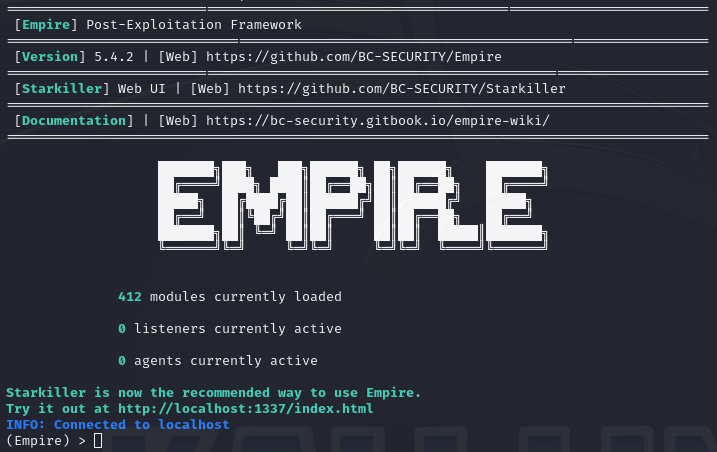 [Empire] Post-Exploitation Framework
[Version] 5.4.2 | [Web] https://github.com/BC-SECURITY/Empire
[Starkiller] Web UI | [Web] https://github.com/BC-SECURITY/Starkiller
[Documentation] | [Web] https://bc-security.gitbook.io/empire-wiki/
EMPIRE
412 modules currently loaded
0 listeners currently active
0 agents currently active
Starkiller is now the recommended way to use Empire.
Try it out at http://localhost:1337/index.html
INFO: Connected to localhost
(Empire) >